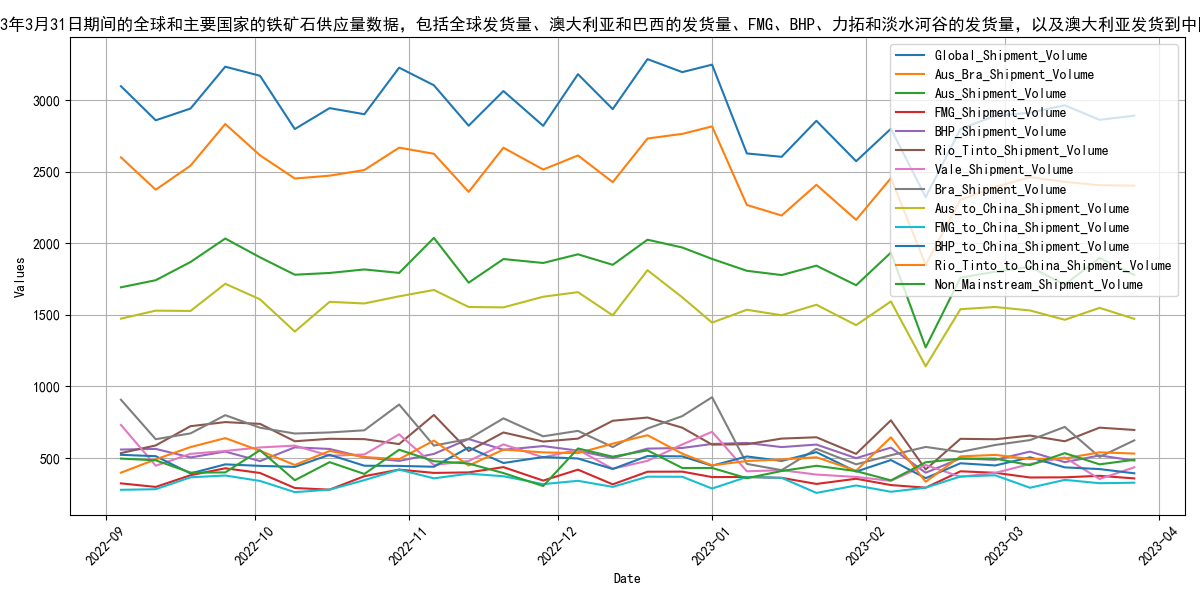 3年3月31日期间的全球和主要国家的铁矿石供应量数据，包括全球发货量、澳大利亚和巴西的发货量、FMG、BHP、力拓和淡水河谷的发货量，以及澳大利亚发货到中国
Global_Shipment_Volume
Aus_Bra_Shipment_Volume
Aus_Shipment_Volume
FMG_Shipment_Volume
BHP_Shipment_Volume
Rio_Tinto_Shipment_Volume
Vale_Shipment_Volume
Bra_Shipment_Volume
Aus_to_China_Shipment_Volume
FMG_to_China_Shipment_Volume
BHP_to_China_Shipment_Volume
Rio_Tinto_to_China_Shipment_Volume
Non_Mainstream_Shipment_Volume
Values
3000
2500
2000
1500
1000
500
2022-09
2022-10
2022-11
2022-12
2023-01
2023-02
2023-03
2023-04
Date